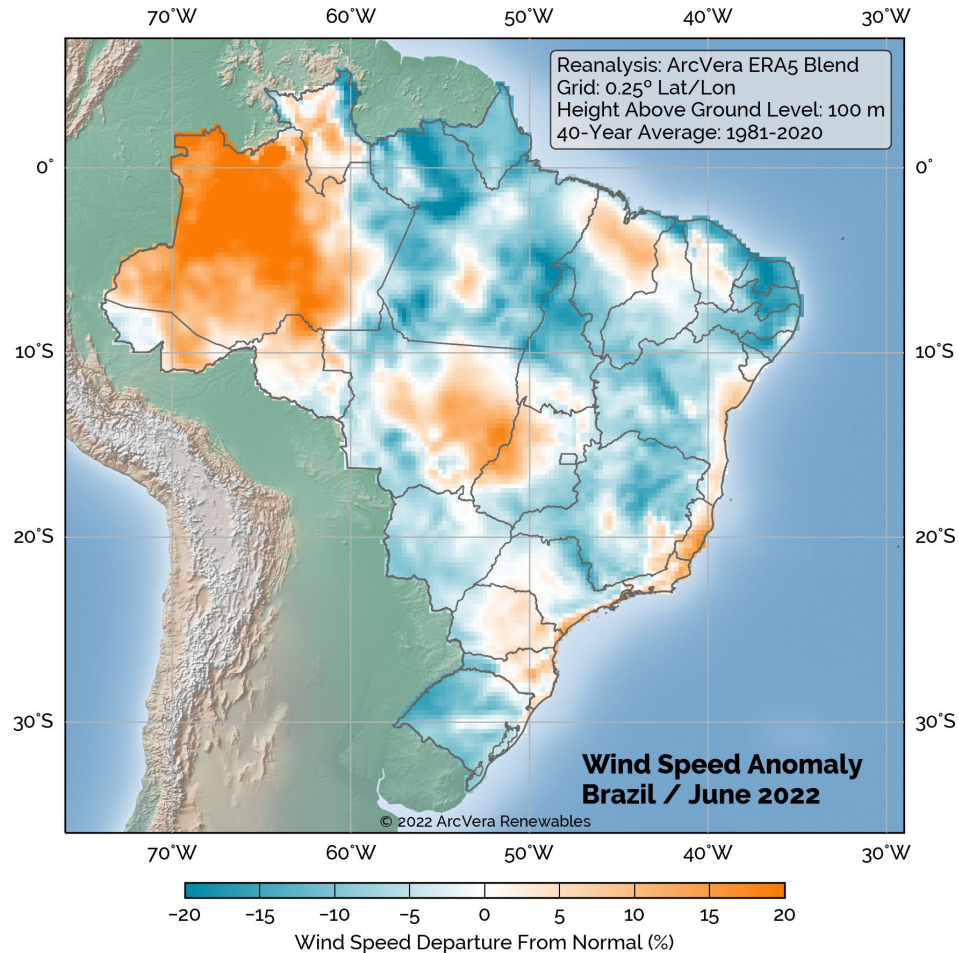 70˚W 60˚W 50˚W 40˚W 30˚W
Reanalysis: ArcVera ERA5 Blend
Grid: 0.25º Lat/Lon
Height Above Ground Level: 100 m
40-Year Average: 1981-2020
0˚ 0˚
10˚S 10˚S
20˚S 20˚S
30˚S 30˚S
Wind Speed Anomaly
Brazil / June 2022
© 2022 ArcVera Renewables
70˚W 60˚W 50˚W 40˚W 30˚W
−20 −15 −10 −5 0 5 10 15 20
Wind Speed Departure From Normal (%)